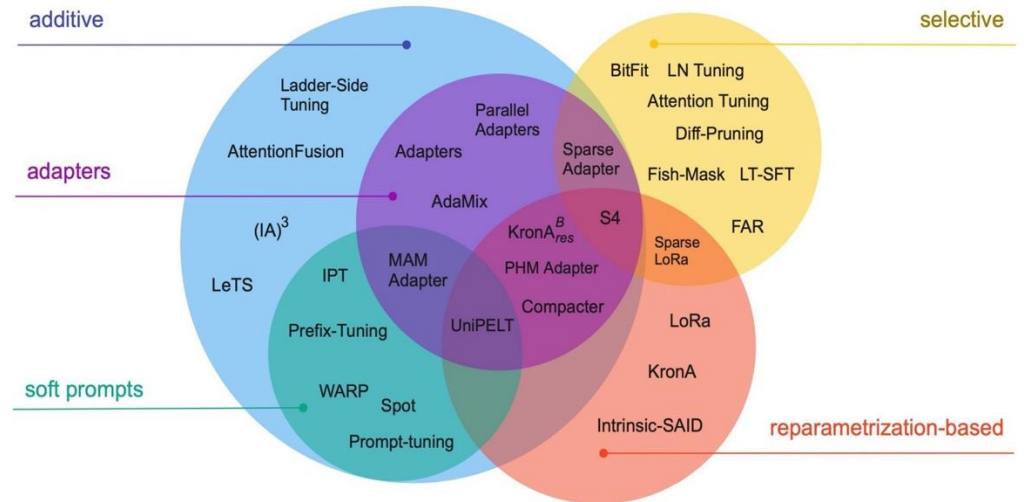 additive
selective
BitFit LN Tuning
Ladder-Side
Tuning
Attention Tuning
Parallel
Adapters
Diff-Pruning
AttentionFusion
Adapters
Sparse
Adapter
adapters
Fish-Mask LT-SFT
AdaMix
(IA)³
KronA^B_res
S4
FAR
Sparse
LoRa
MAM
Adapter
PHM Adapter
IPT
LeTS
Compacter
Prefix-Tuning
UniPELT
LoRa
KronA
soft prompts
WARP
Spot
Intrinsic-SAID
reparametrization-based
Prompt-tuning